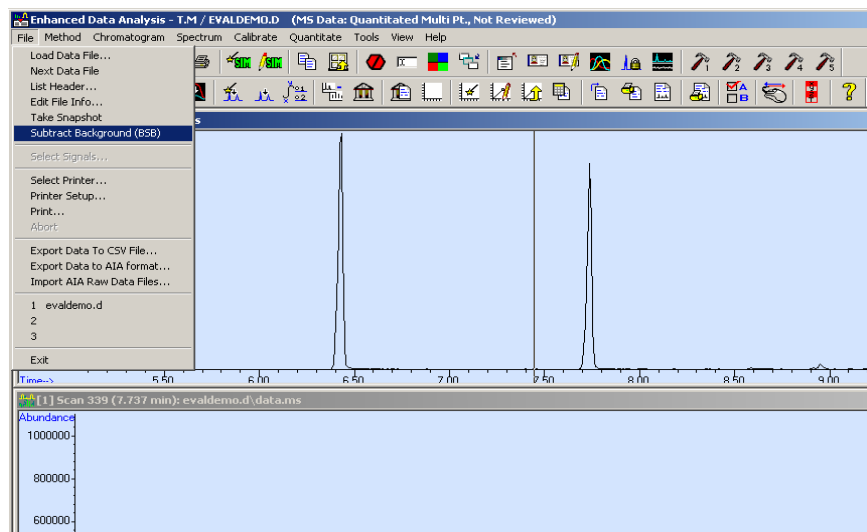 Enhanced Data Analysis - T.M / EVALDEMO.D (MS Data: Quantitated Multi Pt., Not Reviewed)
File Method Chromatogram Spectrum Calibrate Quantitate Tools View Help
Load Data File...
Next Data File
List Header...
Edit File Info...
Take Snapshot
Subtract Background (BSB)
Select Signals...
Select Printer...
Printer Setup...
Print...
Abort
Export Data To CSV File...
Export Data to AIA format...
Import AIA Raw Data Files...
1 evaldemo.d
2
3
Exit
Time--> 5.50 6.00 6.50 7.00 7.50 8.00 8.50 9.00
[1] Scan 339 (7.737 min): evaldemo.d\data.ms
Abundance
1000000
800000
600000